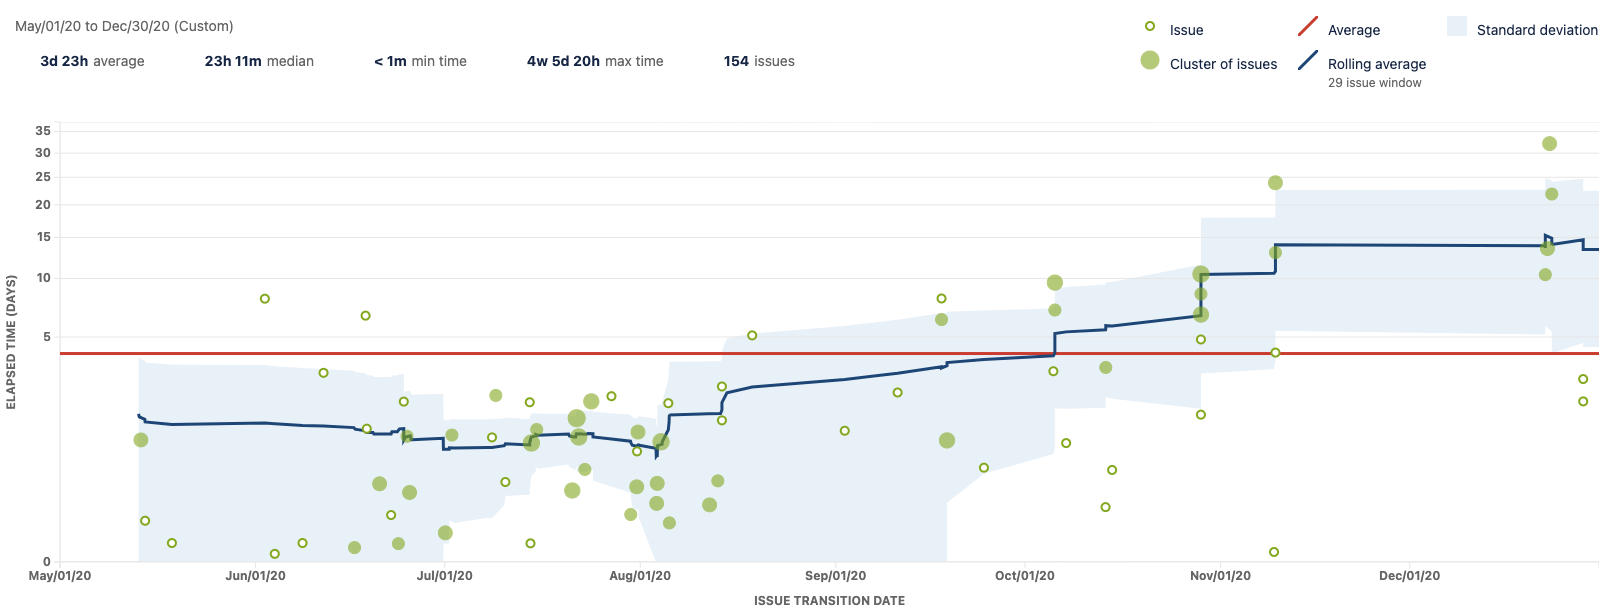 May/01/20 to Dec/30/20 (Custom)
3d 23h average 23h 11m median < 1m min time 4w 5d 20h max time 154 issues
Issue Average Standard deviation
Cluster of issues Rolling average
29 issue window
35
30
25
20
15
10
5
0
ELAPSED TIME (DAYS)
May/01/20 Jun/01/20 Jul/01/20 Aug/01/20 Sep/01/20 Oct/01/20 Nov/01/20 Dec/01/20
ISSUE TRANSITION DATE